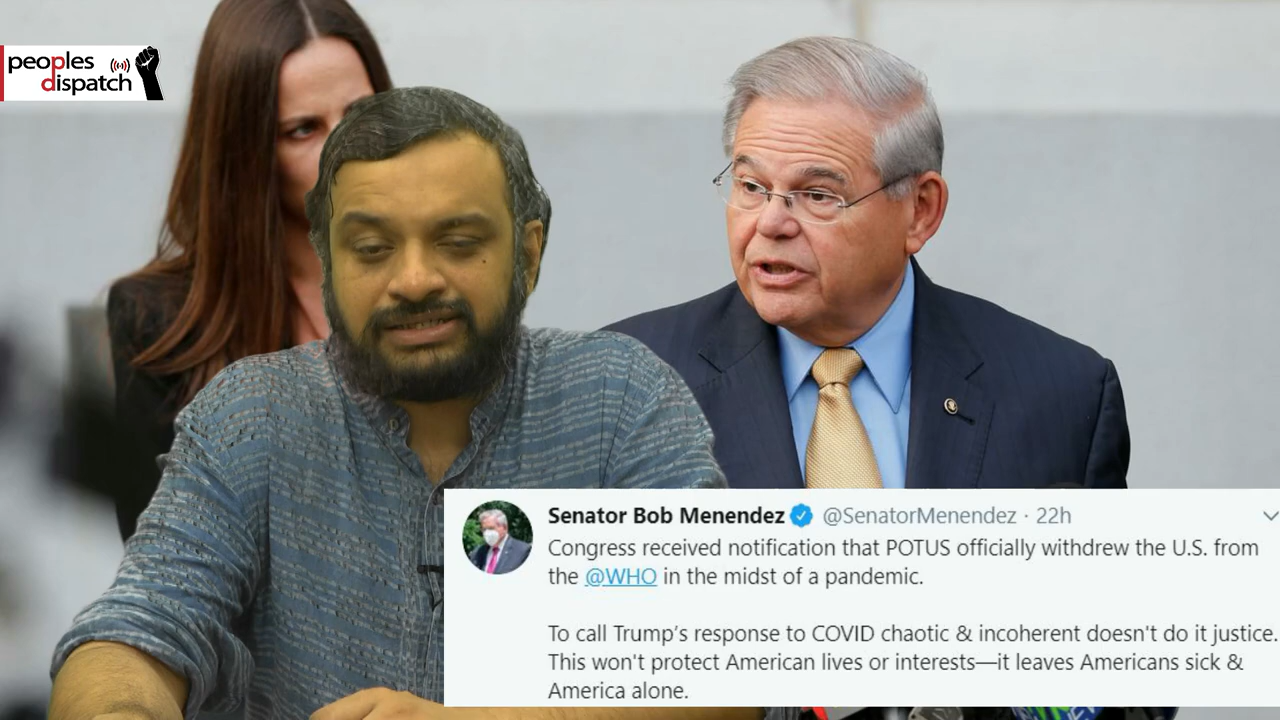 peoples
dispatch
Senator Bob Menendez @SenatorMenendez · 22h
Congress received notification that POTUS officially withdrew the U.S. from
the @WHO in the midst of a pandemic.
To call Trump's response to COVID chaotic & incoherent doesn't do it justice.
This won't protect American lives or interests—it leaves Americans sick &
America alone.